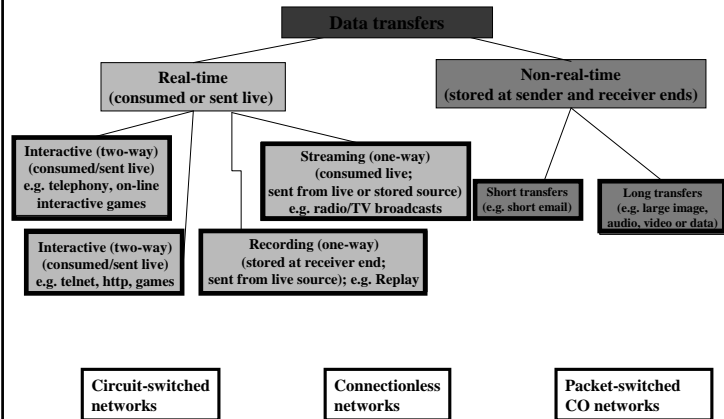 Data transfers
Real-time
(consumed or sent live)
Non-real-time
(stored at sender and receiver ends)
Interactive (two-way)
(consumed/sent live)
e.g. telephony, on-line
interactive games
Streaming (one-way)
(consumed live;
sent from live or stored source)
e.g. radio/TV broadcasts
Short transfers
(e.g. short email)
Long transfers
(e.g. large image,
audio, video or data)
Interactive (two-way)
(consumed/sent live)
e.g. telnet, http, games
Recording (one-way)
(stored at receiver end;
sent from live source); e.g. Replay
Circuit-switched
networks
Connectionless
networks
Packet-switched
CO networks